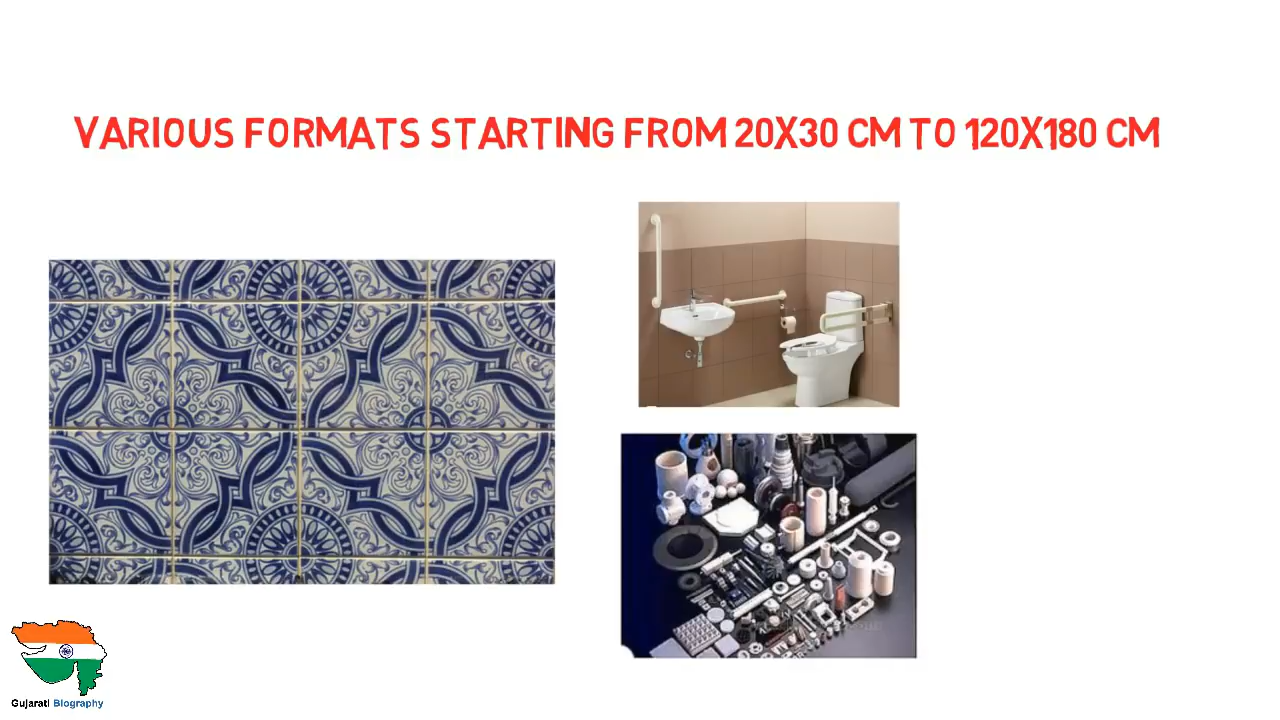 VARIOUS FORMATS STARTING FROM 20X30 CM TO 120X180 CM
Gujarati Biography